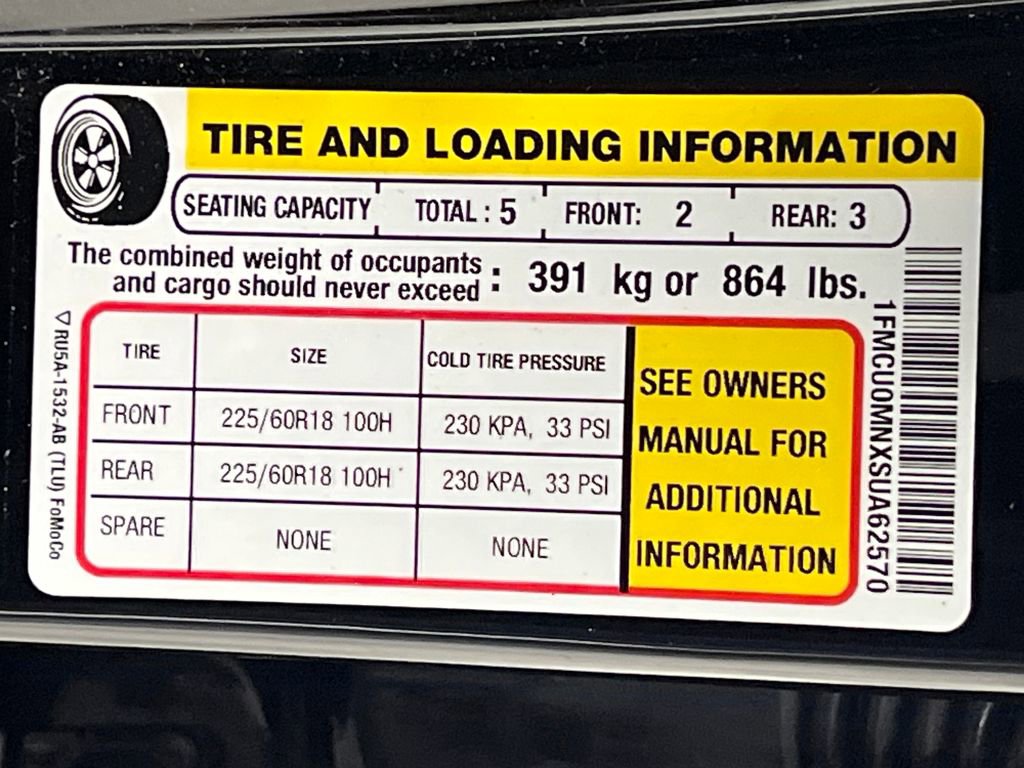 TIRE AND LOADING INFORMATION
SEATING CAPACITY TOTAL : 5 FRONT: 2 REAR: 3
The combined weight of occupants
and cargo should never exceed : 391 kg or 864 lbs.
TIRE SIZE COLD TIRE PRESSURE
FRONT 225/60R18 100H 230 KPA, 33 PSI
REAR 225/60R18 100H 230 KPA, 33 PSI
SPARE NONE NONE
SEE OWNERS
MANUAL FOR
ADDITIONAL
INFORMATION
▽RU5A-1532-AB (TLU) FoMoCo
1FMCU0MNXSUA62570